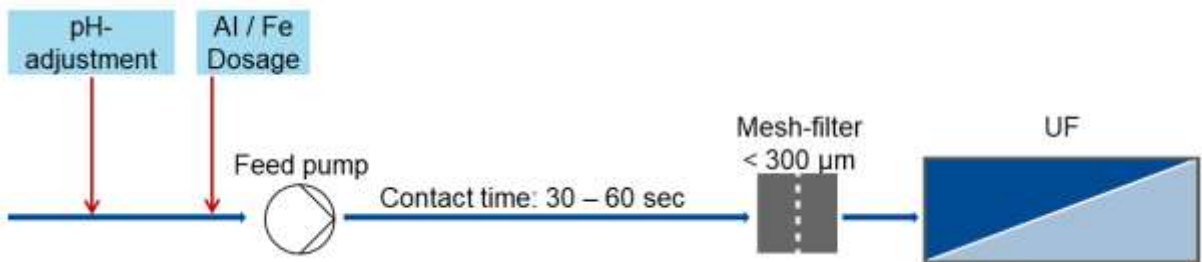 pH-
adjustment
Al / Fe
Dosage
Feed pump
Contact time: 30 – 60 sec
Mesh-filter
< 300 µm
UF